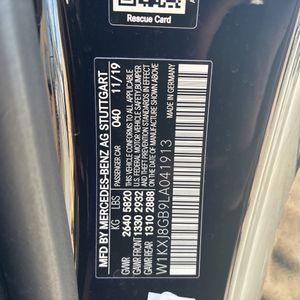 Rescue Card
MFD BY MERCEDES-BENZ AG STUTTGART
PASSENGER CAR 040 11/19 MADE IN GERMANY
THIS VEHICLE CONFORMS TO ALL APPLICABLE
U.S. FEDERAL MOTOR VEHICLE SAFETY/BUMPER
AND THEFT PREVENTION STANDARDS IN EFFECT
ON THE DATE OF MANUFACTURE SHOWN ABOVE
KG LBS
GVWR 2640 5820
GAWR FRONT 1330 2932
GAWR REAR 1310 2888
W1KXJ8GB9LA041913